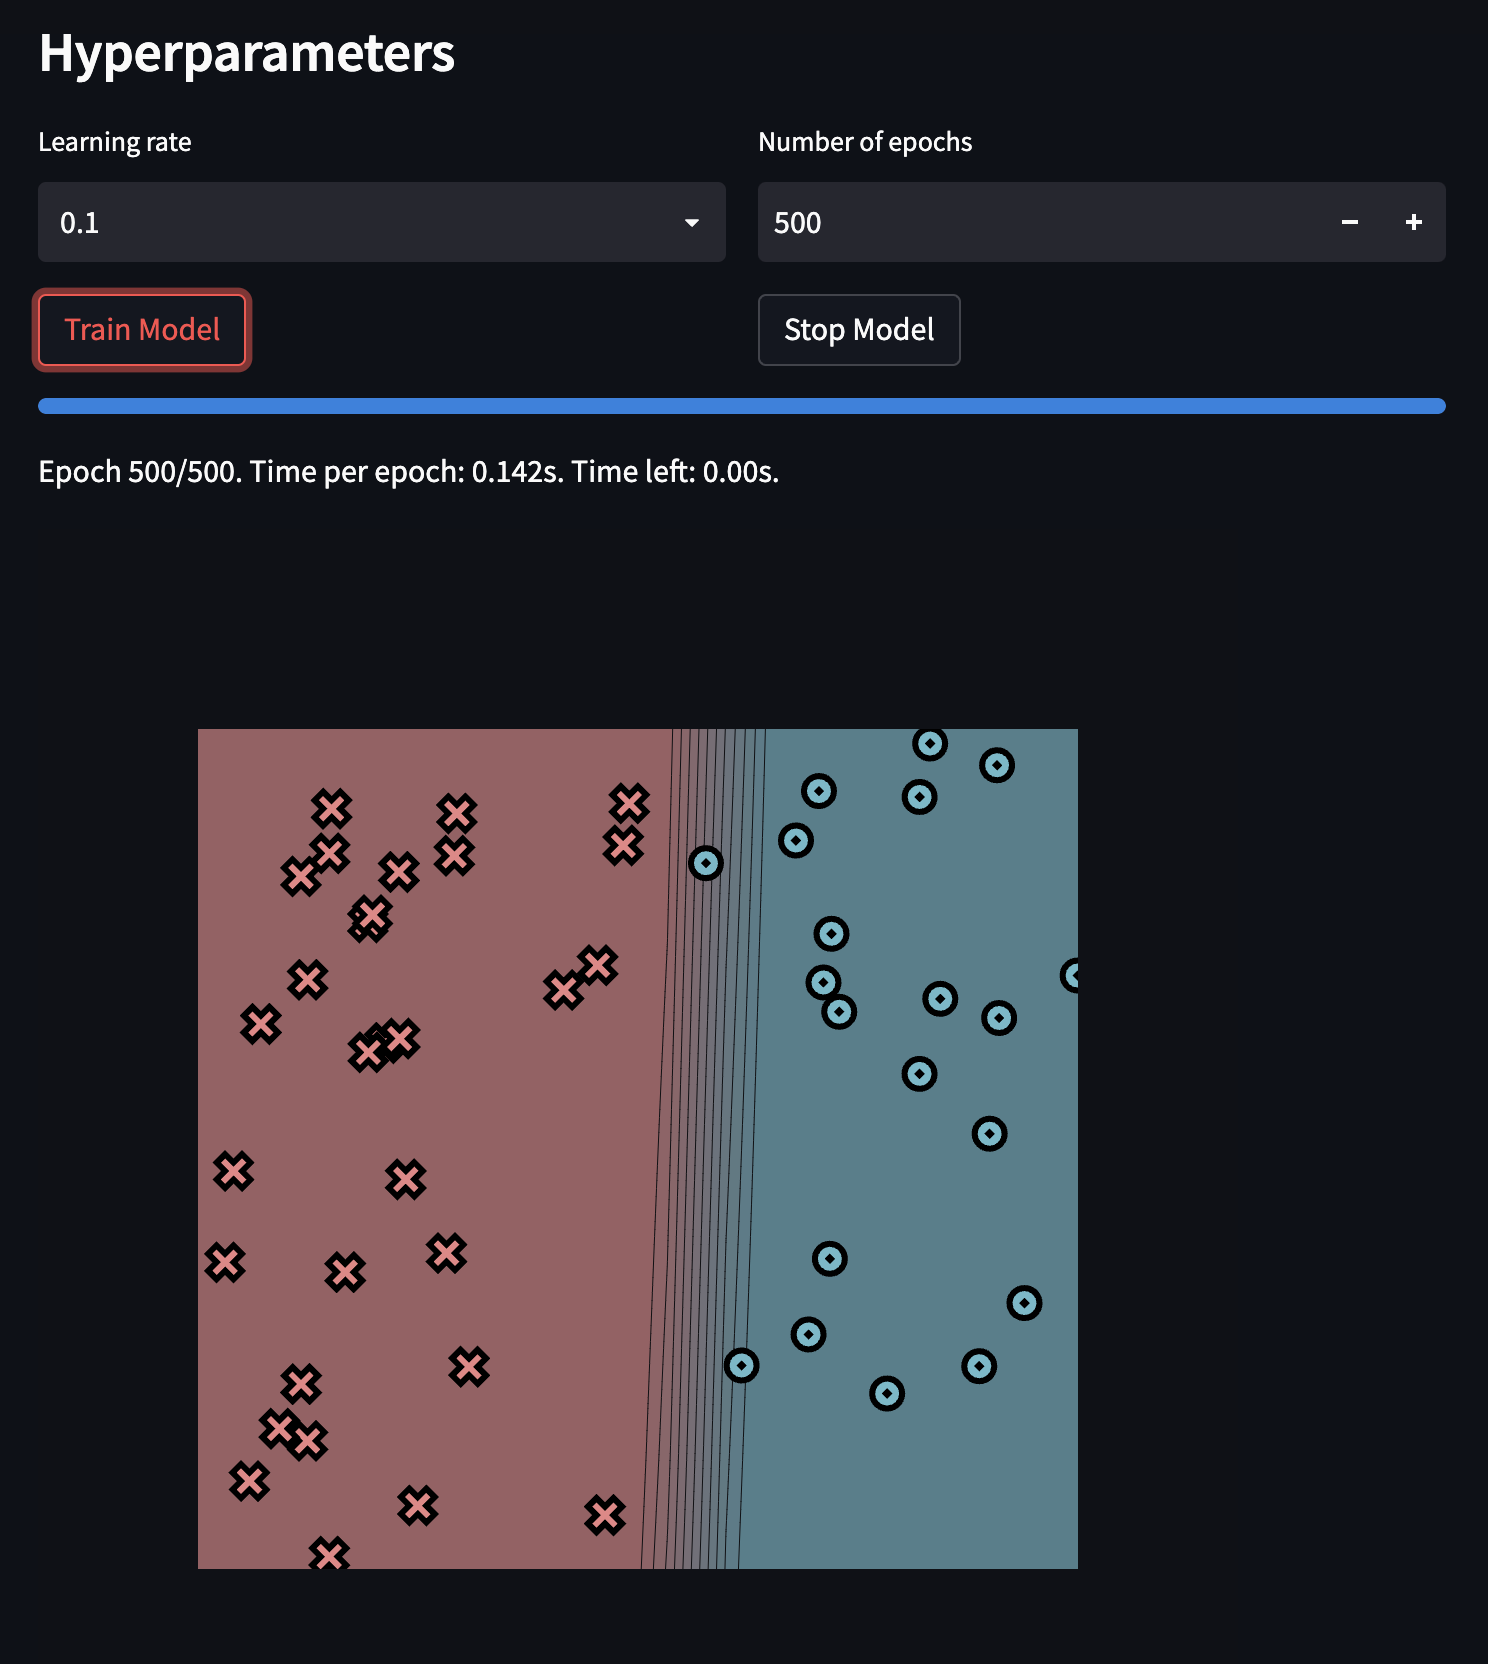 Hyperparameters
Learning rate
Number of epochs
0.1
500
Train Model
Stop Model
Epoch 500/500. Time per epoch: 0.142s. Time left: 0.00s.